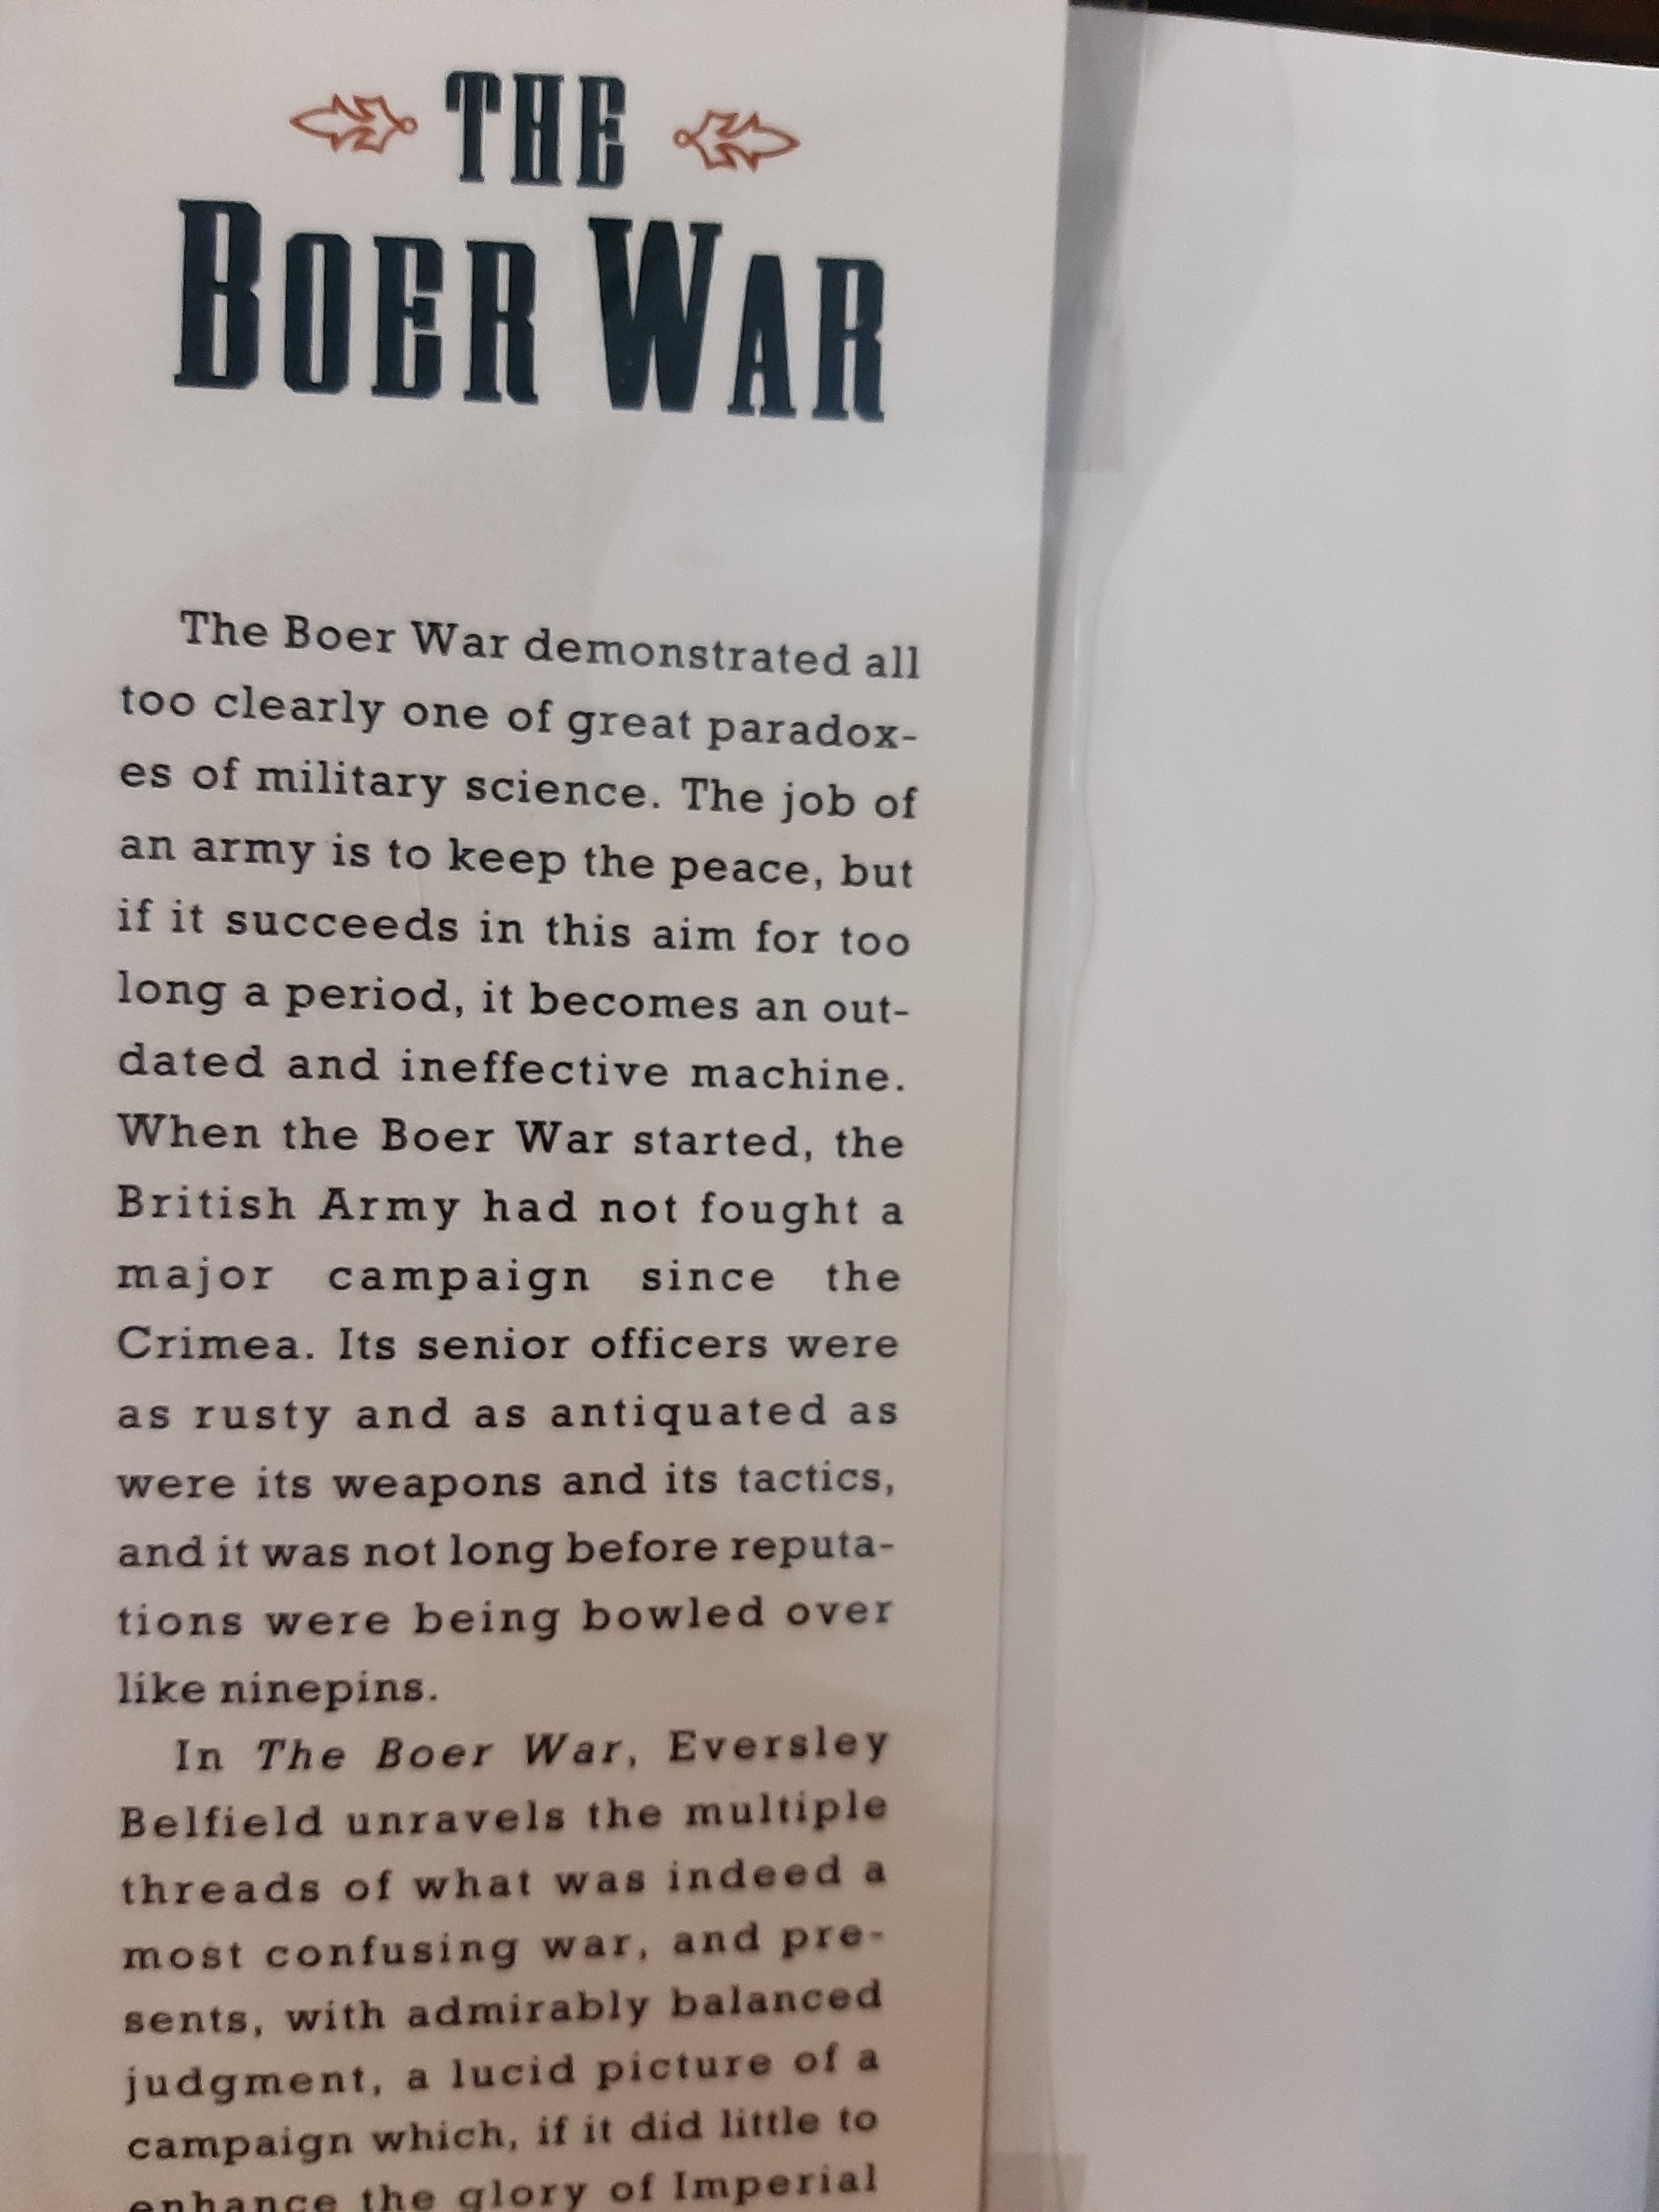 THE
BOER WAR
The Boer War demonstrated all
too clearly one of great paradox-
es of military science. The job of
an army is to keep the peace, but
if it succeeds in this aim for too
long a period, it becomes an out-
dated and ineffective machine.
When the Boer War started, the
British Army had not fought a
major campaign since the
Crimea. Its senior officers were
as rusty and as antiquated as
were its weapons and its tactics,
and it was not long before reputa-
tions were being bowled over
like ninepins.
In The Boer War, Eversley
Belfield unravels the multiple
threads of what was indeed a
most confusing war, and pre-
sents, with admirably balanced
judgment, a lucid picture of a
campaign which, if it did little to
enhance the glory of Imperial